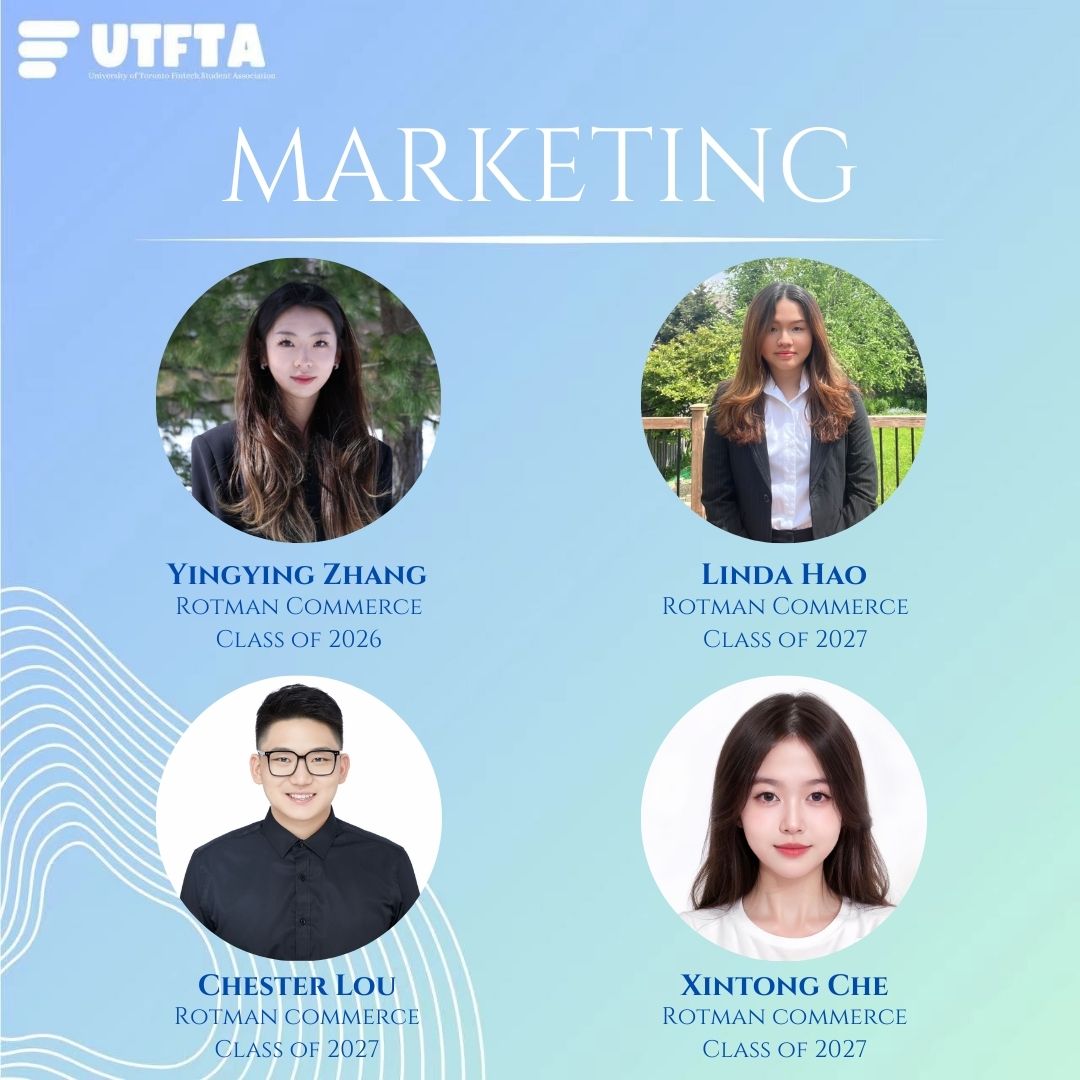 UTFTA
University of Toronto Fintech Student Association
MARKETING
Yingying Zhang
Rotman Commerce
Class of 2026
Linda Hao
Rotman Commerce
Class of 2027
Chester Lou
Rotman commerce
Class of 2027
Xintong Che
Rotman commerce
Class of 2027